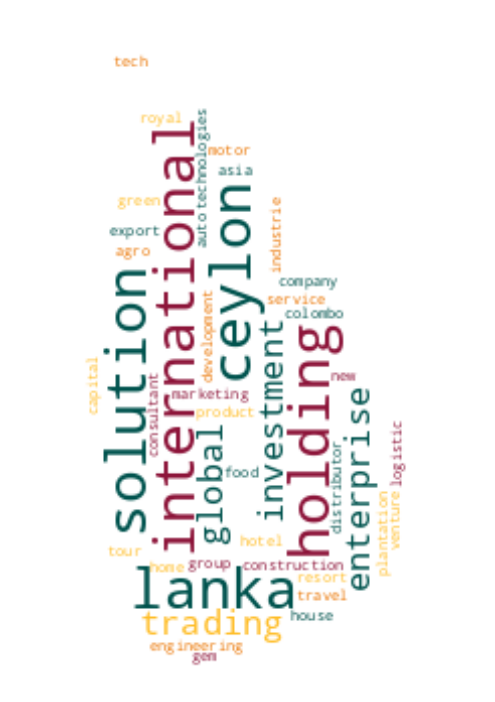 tech
royal
international
auto
technologies
motor
asia
green
ceylon
industrie
export
agro
solution
company
service
colombo
development
investment
holding
capital
consultant
marketing
new
product
enterprise
global
logistic
distributor
food
plantation
venture
tour
hotel
home
group
construction
lanka
resort
travel
trading
house
engineering
gem